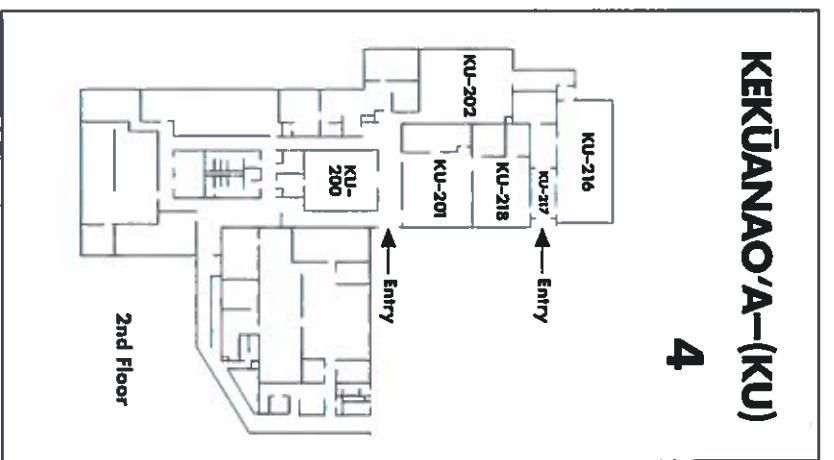 KEKŪANAO‘A–(KU)
4
KU-216
KU-217
Entry
KU-218
KU-202
KU-201
Entry
KU-
200
2nd Floor